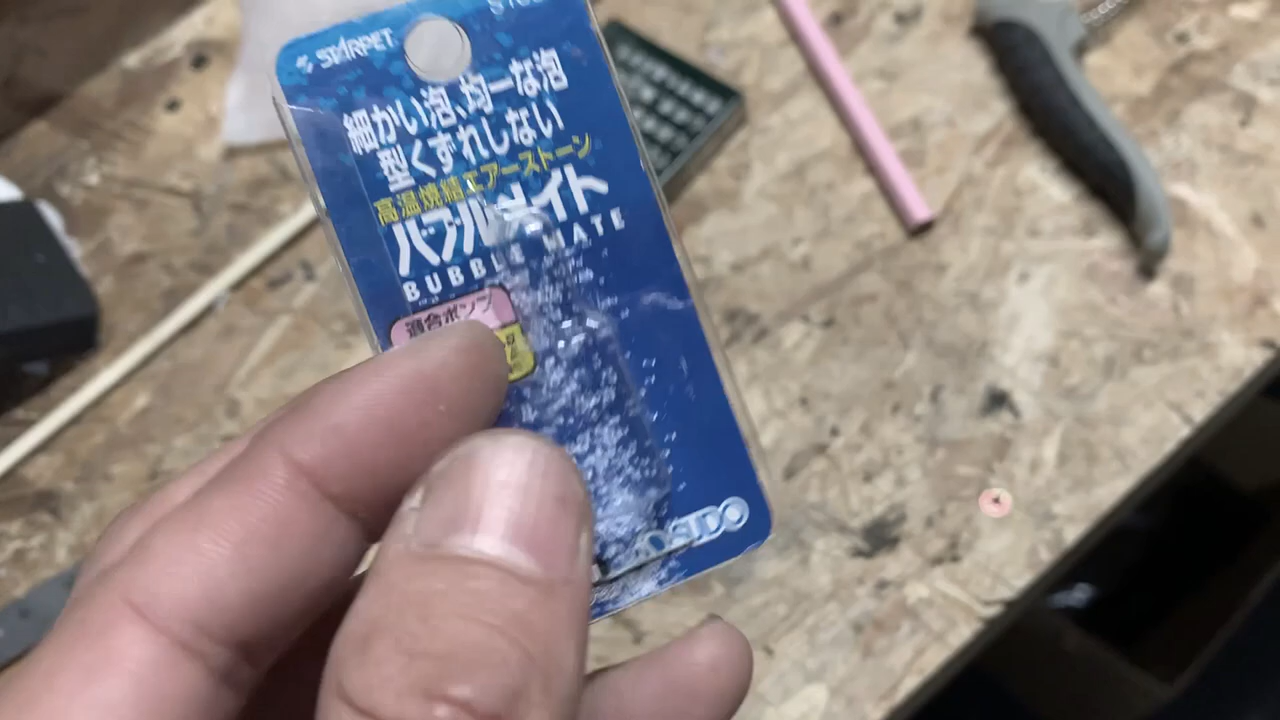 STARPET
細かい泡、均一な泡
型くずれしない
高温焼結エアーストーン
バブルメイト
BUBBLE MATE
適合ポンプ